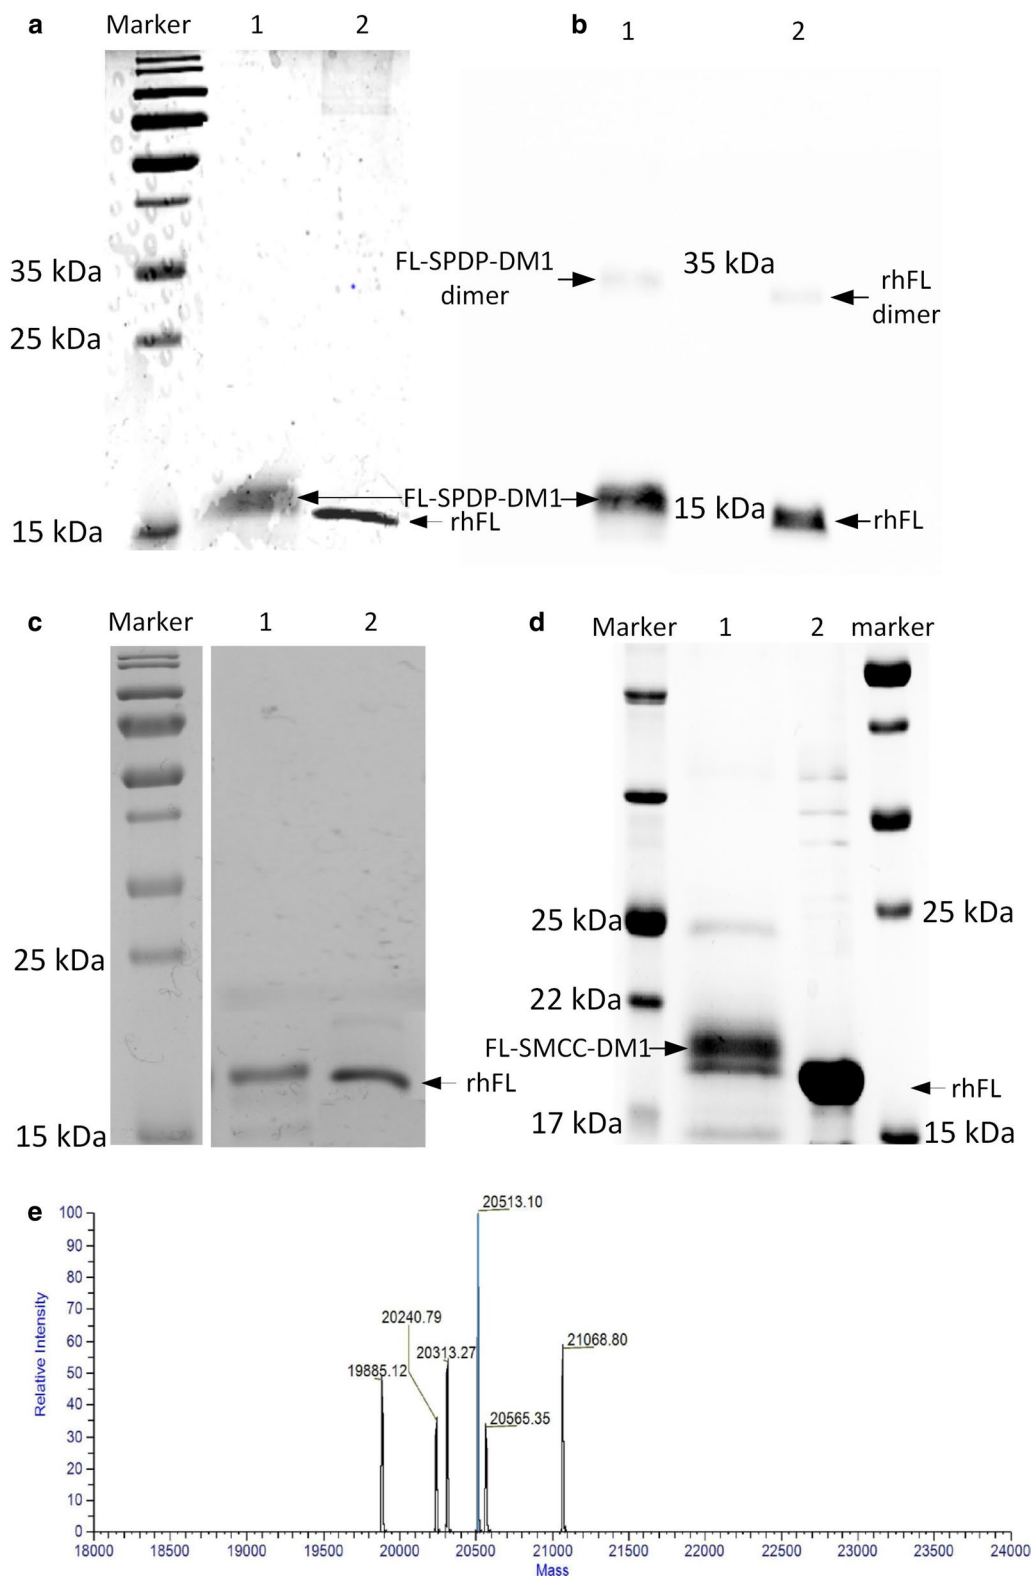 a
Marker 1 2
35 kDa
25 kDa
15 kDa
b
1 2
FL-SPDP-DM1
dimer
35 kDa
rhFL
dimer
FL-SPDP-DM1
rhFL
15 kDa
rhFL
c
Marker 1 2
25 kDa
15 kDa
rhFL
d
Marker 1 2 marker
25 kDa
22 kDa
FL-SMCC-DM1
17 kDa
25 kDa
rhFL
15 kDa
e
Relative Intensity
100
90
80
70
60
50
40
30
20
10
0
19885.12
20240.79
20313.27
20513.10
20565.35
21068.80
18000 18500 19000 19500 20000 20500 21000 21500 22000 22500 23000 23500 24000
Mass